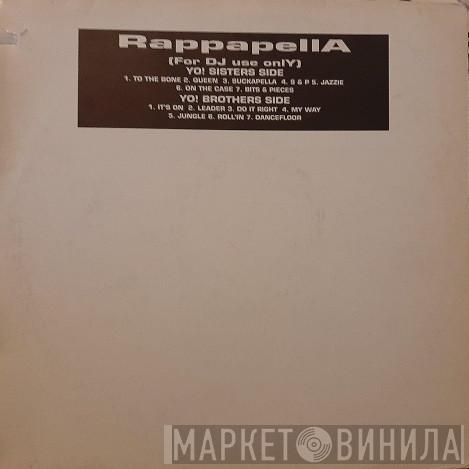 RappapellA
(For DJ use onlY)
YO! SISTERS SIDE
1. TO THE BONE 2. QUEEN 3. BUCKAPELLA 4. S & P 5. JAZZIE
6. ON THE CASE 7. BITS & PIECES
YO! BROTHERS SIDE
1. IT'S ON 2. LEADER 3. DO IT RIGHT 4. MY WAY
5. JUNGLE 6. ROLL'IN 7. DANCEFLOOR
МАРКЕТ ВИНИЛА